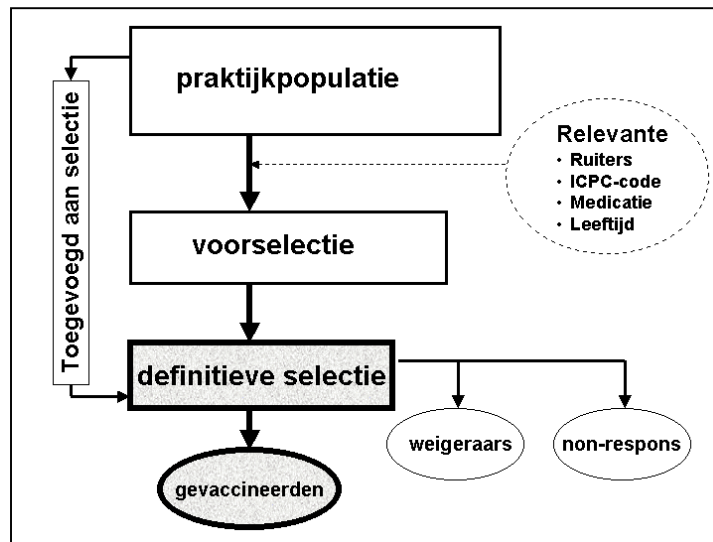 praktijkpopulatie
Toegevoegd aan selectie
Relevante
· Ruiters
· ICPC-code
· Medicatie
· Leeftijd
voorselectie
definitieve selectie
weigeraars
non-respons
gevaccineerden